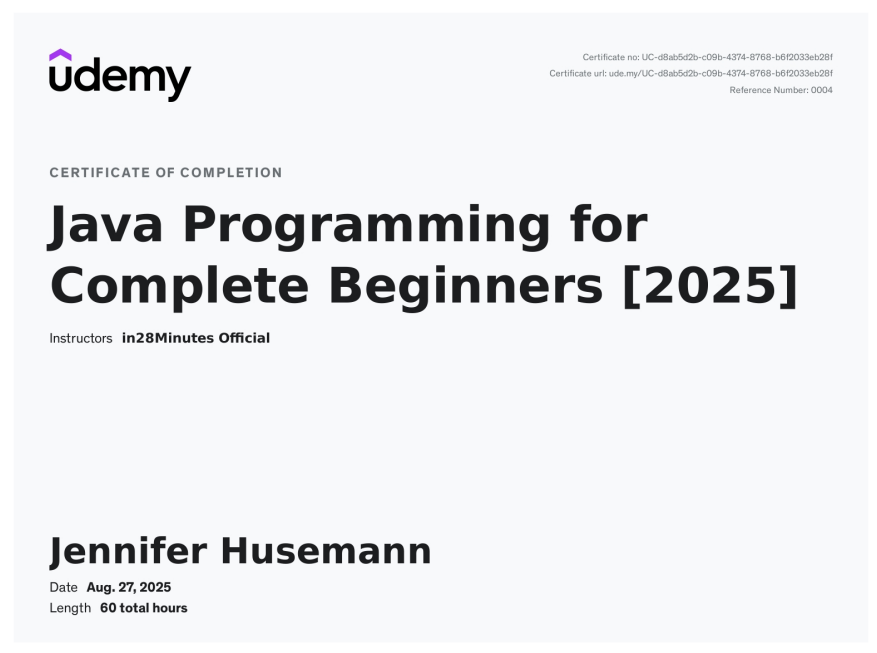 udemy
Certificate no: UC-d8ab5d2b-c09b-4374-8768-b6f2033eb28f
Certificate url: ude.my/UC-d8ab5d2b-c09b-4374-8768-b6f2033eb28f
Reference Number: 0004
CERTIFICATE OF COMPLETION
Java Programming for
Complete Beginners [2025]
Instructors in28Minutes Official
Jennifer Husemann
Date Aug. 27, 2025
Length 60 total hours